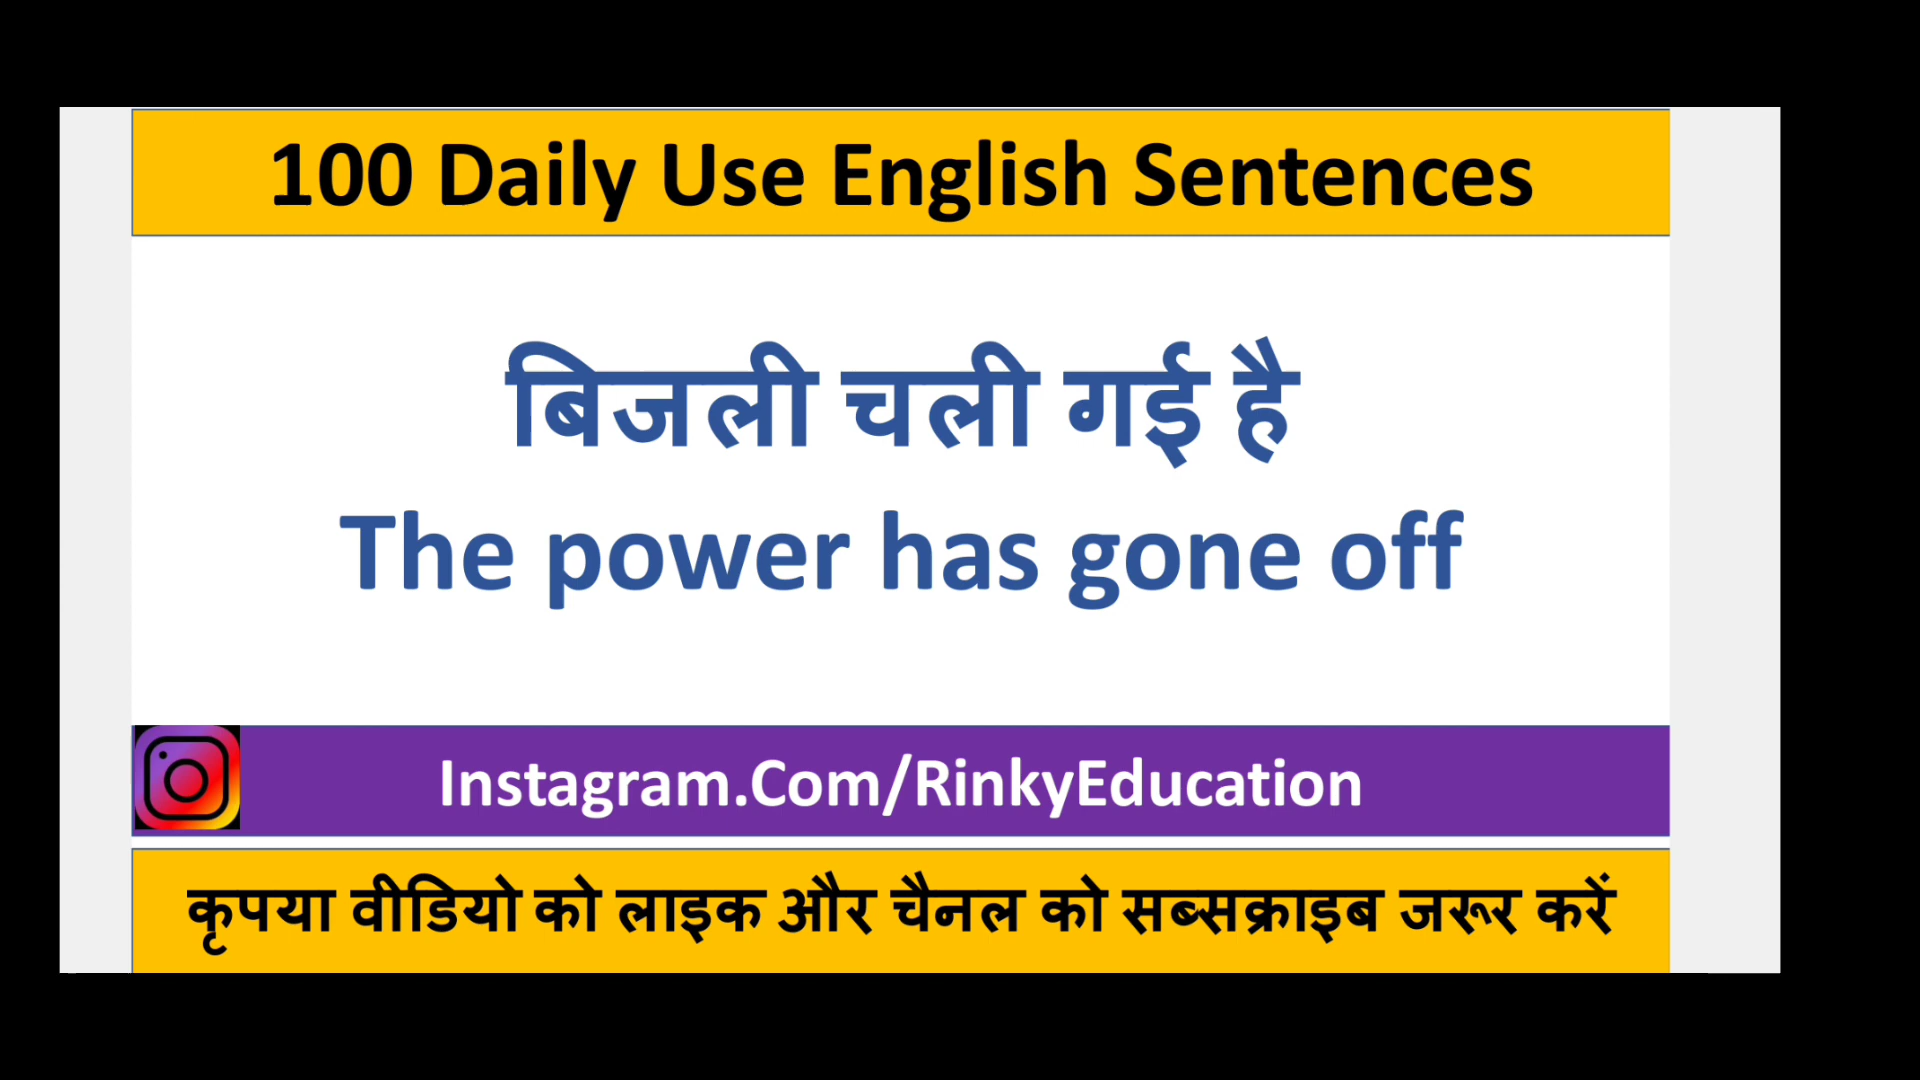 100 Daily Use English Sentences
बिजली चली गई है
The power has gone off
Instagram.Com/RinkyEducation
कृपया वीडियो को लाइक और चैनल को सब्सक्राइब जरूर करें